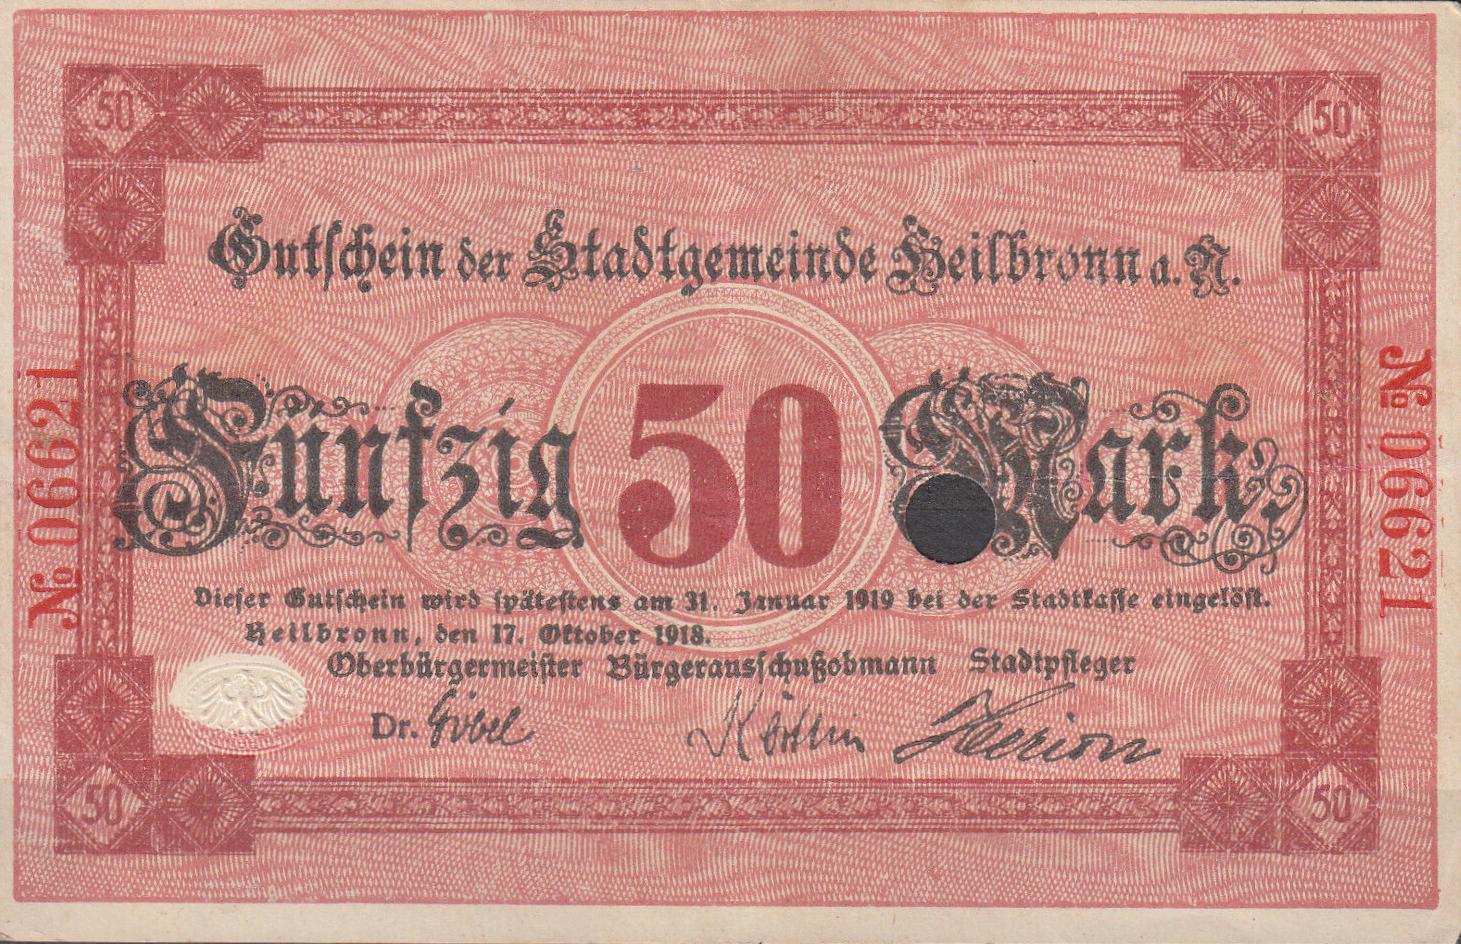 50
50
Gutschein der Stadtgemeinde Heilbronn a. N.
№ 06621
№ 06621
Fünfzig 50 Mark.
Dieser Gutschein wird spätestens am 31. Januar 1919 bei der Stadtkasse eingelöst.
Heilbronn, den 17. Oktober 1918.
Oberbürgermeister Bürgerausschußobmann Stadtpfleger
Dr. Göbel
50
50